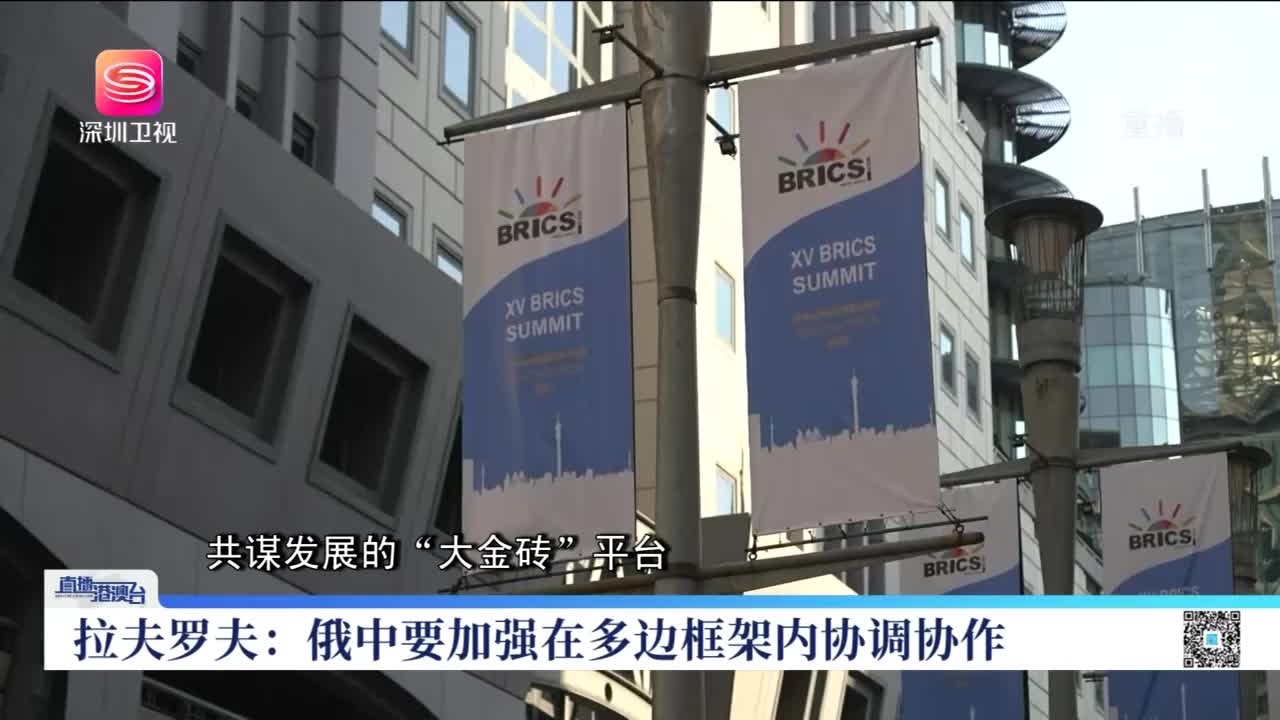 深圳卫视
重播
BRICS
XV BRICS
SUMMIT
BRICS
XV BRICS
SUMMIT
BRICS
BRICS
共谋发展的“大金砖”平台
直播港澳台
拉夫罗夫：俄中要加强在多边框架内协调协作